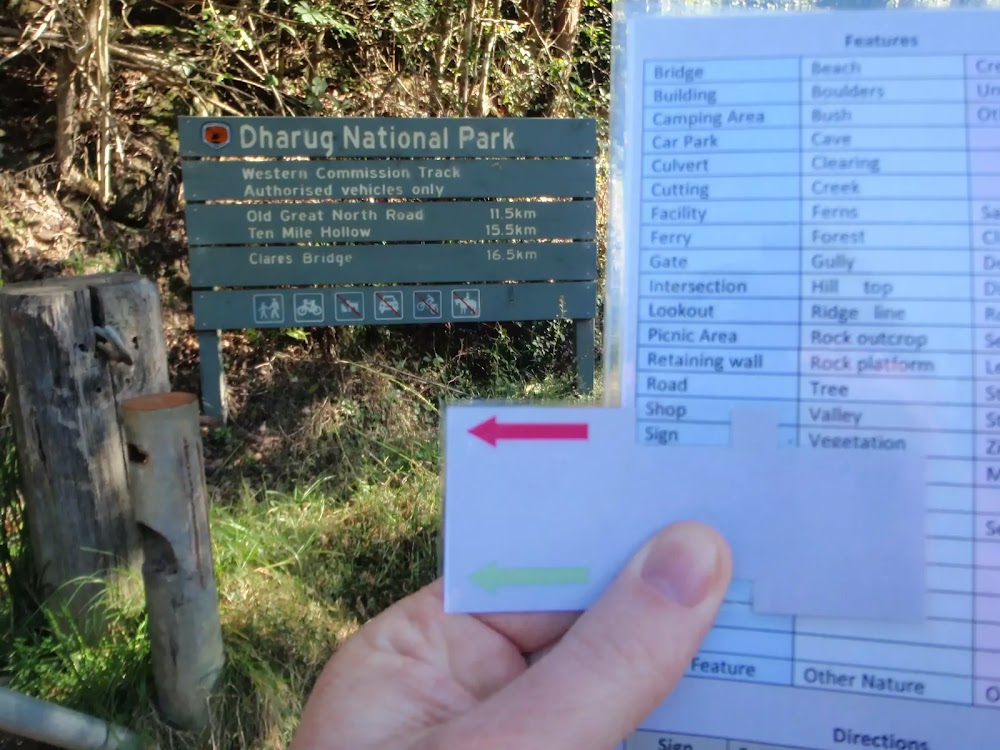 Dharug National Park
Western Commission Track
Authorised vehicles only
Old Great North Road 11.5km
Ten Mile Hollow 15.5km
Clares Bridge 16.5km
Features
Bridge Beach
Building Boulders
Camping Area Bush
Car Park Cave
Culvert Clearing
Cutting Creek
Facility Ferns
Ferry Forest
Gate Gully
Intersection Hill top
Lookout Ridge line
Picnic Area Rock outcrop
Retaining wall Rock platform
Road Tree
Shop Valley
Sign Vegetation
Feature Other Nature
Directions
Sign